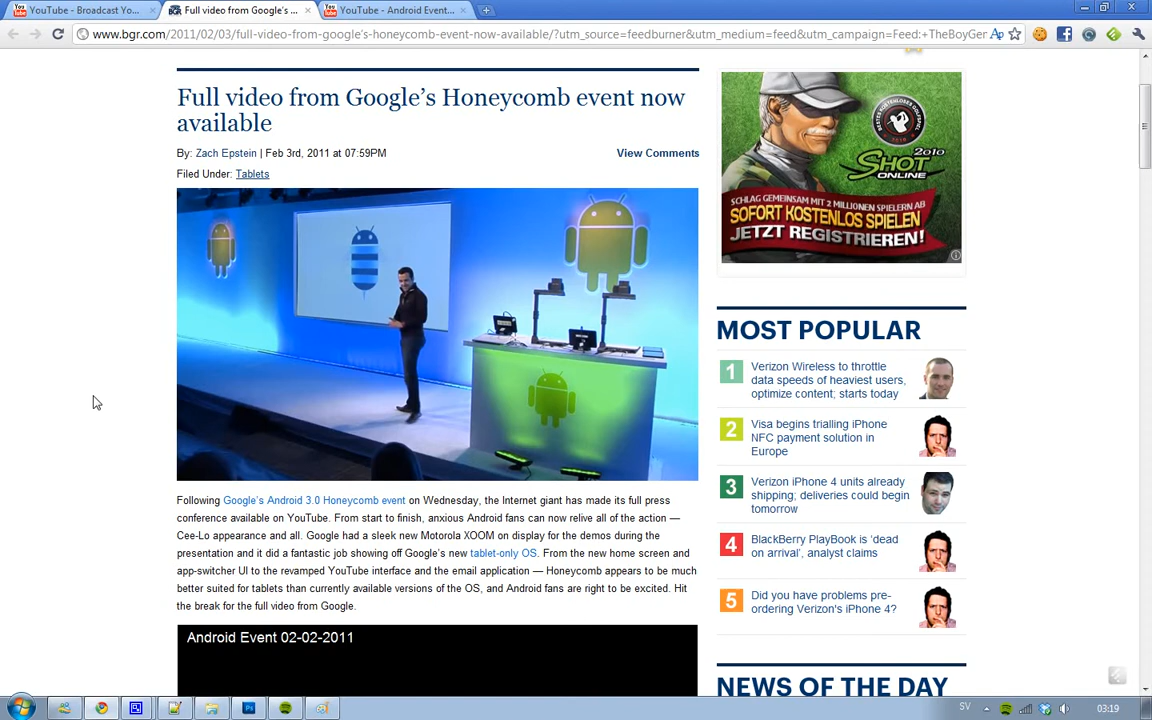 YouTube - Broadcast Yo...
Full video from Google's ...
YouTube - Android Event...
www.bgr.com/2011/02/03/full-video-from-google's-honeycomb-event-now-available/?utm_source=feedburner&utm_medium=feed&utm_campaign=Feed:+TheBoyGer
Full video from Google's Honeycomb event now
available
By: Zach Epstein | Feb 3rd, 2011 at 07:59PM
View Comments
Filed Under: Tablets
Following Google's Android 3.0 Honeycomb event on Wednesday, the Internet giant has made its full press
conference available on YouTube. From start to finish, anxious Android fans can now relive all of the action —
Cee-Lo appearance and all. Google had a sleek new Motorola XOOM on display for the demos during the
presentation and it did a fantastic job showing off Google's new tablet-only OS. From the new home screen and
app-switcher UI to the revamped YouTube interface and the email application — Honeycomb appears to be much
better suited for tablets than currently available versions of the OS, and Android fans are right to be excited. Hit
the break for the full video from Google.
Android Event 02-02-2011
BESTES KOSTENLOSES GOLFSPIEL
2010
SHOT
ONLINE
SCHLAG GEMEINSAM MIT 2 MILLIONEN SPIELERN AB
SOFORT KOSTENLOS SPIELEN
JETZT REGISTRIEREN!
MOST POPULAR
1
Verizon Wireless to throttle
data speeds of heaviest users,
optimize content; starts today
2
Visa begins trialling iPhone
NFC payment solution in
Europe
3
Verizon iPhone 4 units already
shipping; deliveries could begin
tomorrow
4
BlackBerry PlayBook is 'dead
on arrival', analyst claims
5
Did you have problems pre-
ordering Verizon's iPhone 4?
NEWS OF THE DAY
SV
03:19